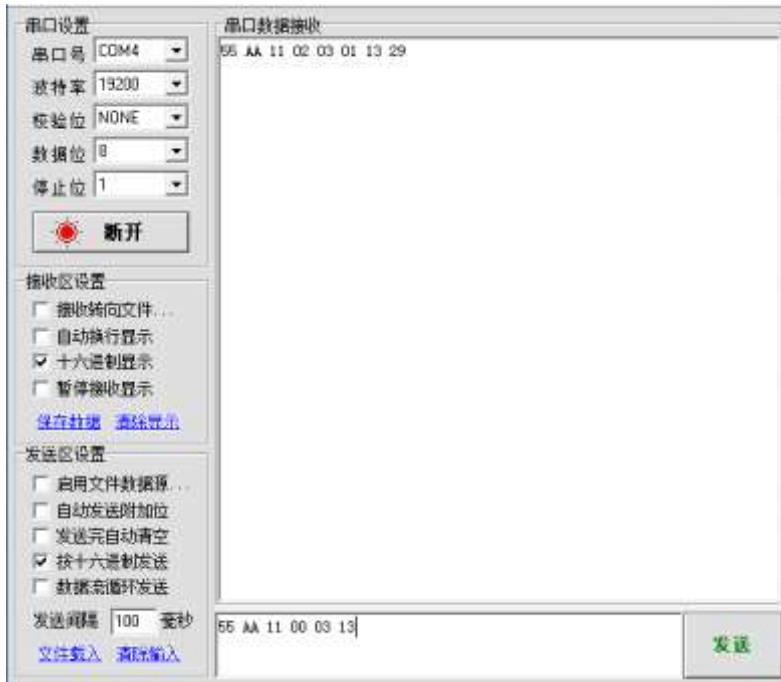 串口设置
串口号 COM4
波特率 19200
校验位 NONE
数据位 8
停止位 1
断开
接收区设置
接收转向文件...
自动换行显示
十六进制显示
暂停接收显示
保存数据 清除显示
发送区设置
启用文件数据源...
自动发送附加位
发送完自动清空
按十六进制发送
数据流循环发送
发送间隔 100 毫秒
文件载入 清除输入
串口数据接收
55 AA 11 02 03 01 13 29
55 AA 11 00 03 13
发送